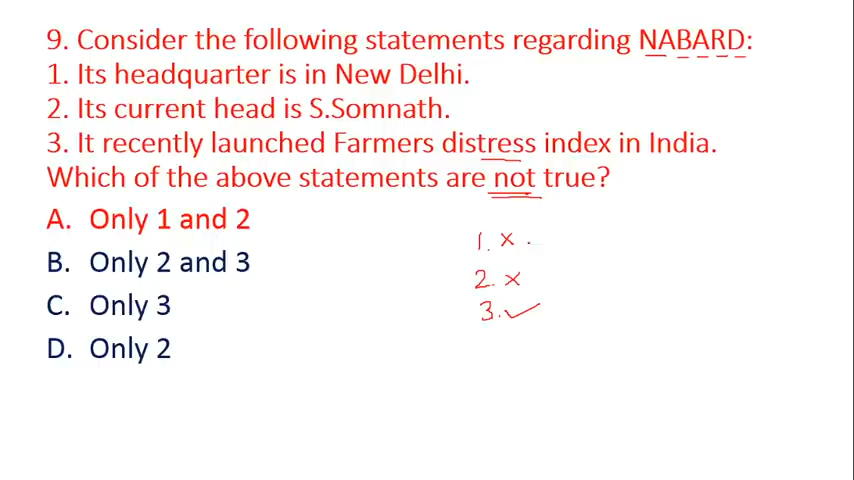 9. Consider the following statements regarding NABARD:
1. Its headquarter is in New Delhi.
2. Its current head is S.Somnath.
3. It recently launched Farmers distress index in India.
Which of the above statements are not true?
A. Only 1 and 2
B. Only 2 and 3
C. Only 3
D. Only 2
1. x
2. x
3. ✓